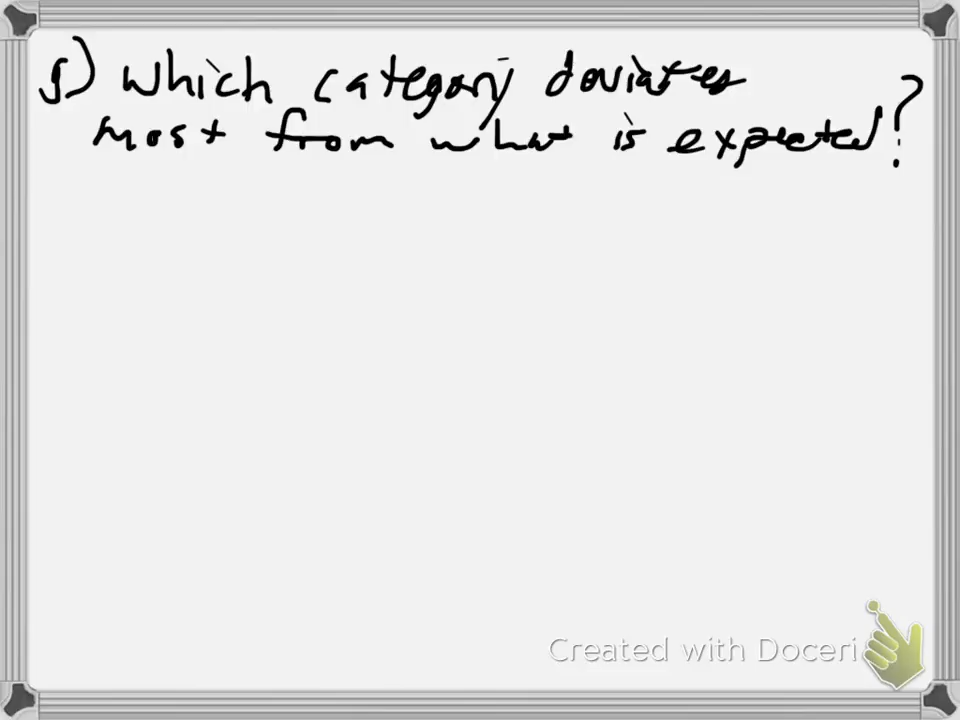 5) which category deviates
most from what is expected?
Created with Doceri